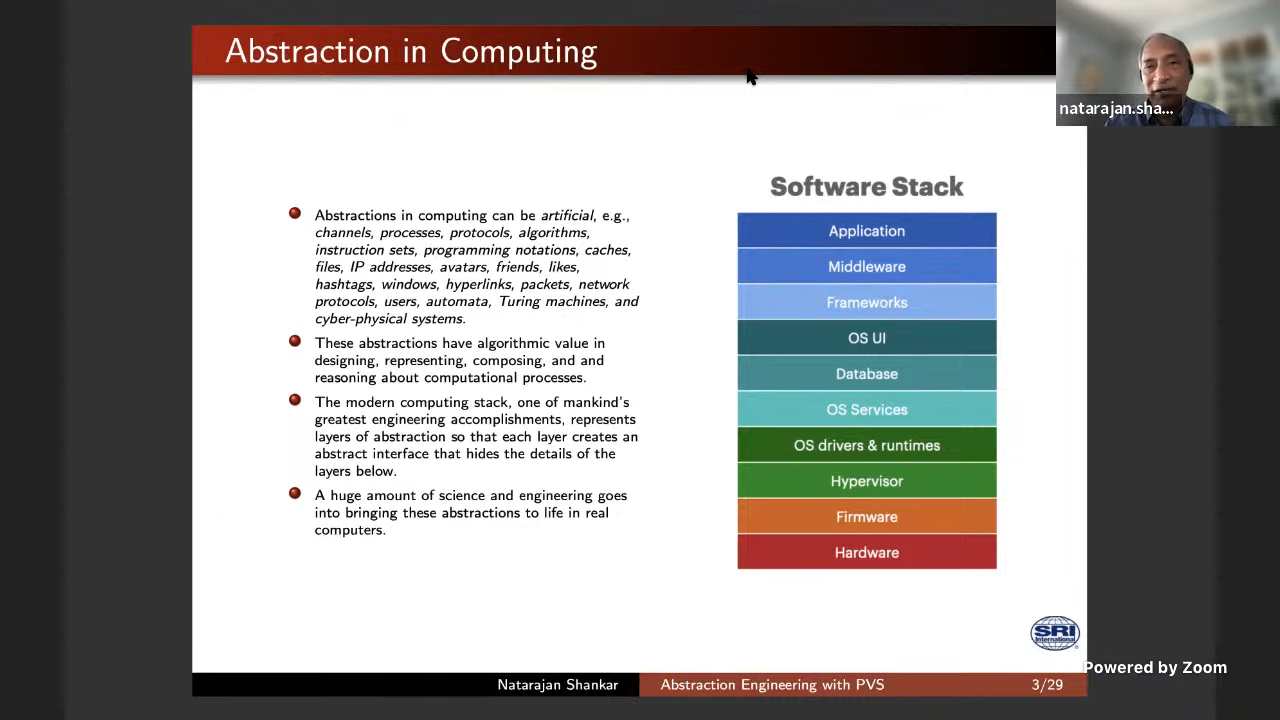 Abstraction in Computing
natarajan.sha...
Abstractions in computing can be artificial, e.g.,
channels, processes, protocols, algorithms,
instruction sets, programming notations, caches,
files, IP addresses, avatars, friends, likes,
hashtags, windows, hyperlinks, packets, network
protocols, users, automata, Turing machines, and
cyber-physical systems.
These abstractions have algorithmic value in
designing, representing, composing, and and
reasoning about computational processes.
The modern computing stack, one of mankind's
greatest engineering accomplishments, represents
layers of abstraction so that each layer creates an
abstract interface that hides the details of the
layers below.
A huge amount of science and engineering goes
into bringing these abstractions to life in real
computers.
Software Stack
Application
Middleware
Frameworks
OS UI
Database
OS Services
OS drivers & runtimes
Hypervisor
Firmware
Hardware
SRI
International
Powered by Zoom
Natarajan Shankar
Abstraction Engineering with PVS
3/29